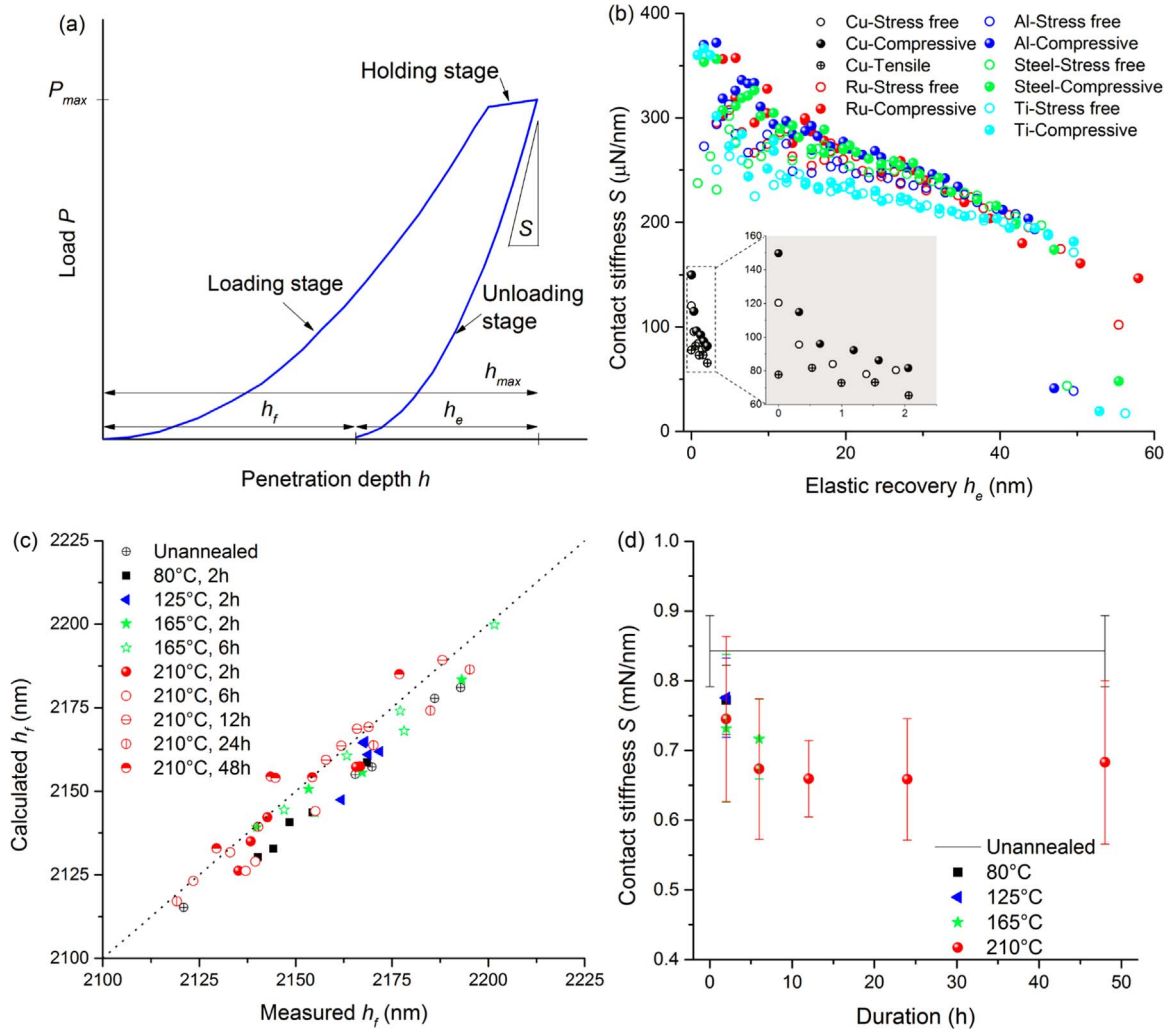 (a)
P_max
Holding stage
S
Load P
Loading stage
Unloading
stage
h_max
h_f
h_e
Penetration depth h
(b)
400
350
300
250
200
150
100
50
0
Contact stiffness S (µN/nm)
Cu-Stress free
Cu-Compressive
Cu-Tensile
Ru-Stress free
Ru-Compressive
Al-Stress free
Al-Compressive
Steel-Stress free
Steel-Compressive
Ti-Stress free
Ti-Compressive
160
140
120
100
80
60
0 1 2
0 10 20 30 40 50 60
Elastic recovery h_e (nm)
(c)
2225
2200
2175
2150
2125
2100
Calculated h_f (nm)
Unannealed
80°C, 2h
125°C, 2h
165°C, 2h
165°C, 6h
210°C, 2h
210°C, 6h
210°C, 12h
210°C, 24h
210°C, 48h
2100 2125 2150 2175 2200 2225
Measured h_f (nm)
(d)
1.0
0.9
0.8
0.7
0.6
0.5
0.4
Contact stiffness S (mN/nm)
Unannealed
80°C
125°C
165°C
210°C
0 10 20 30 40 50
Duration (h)